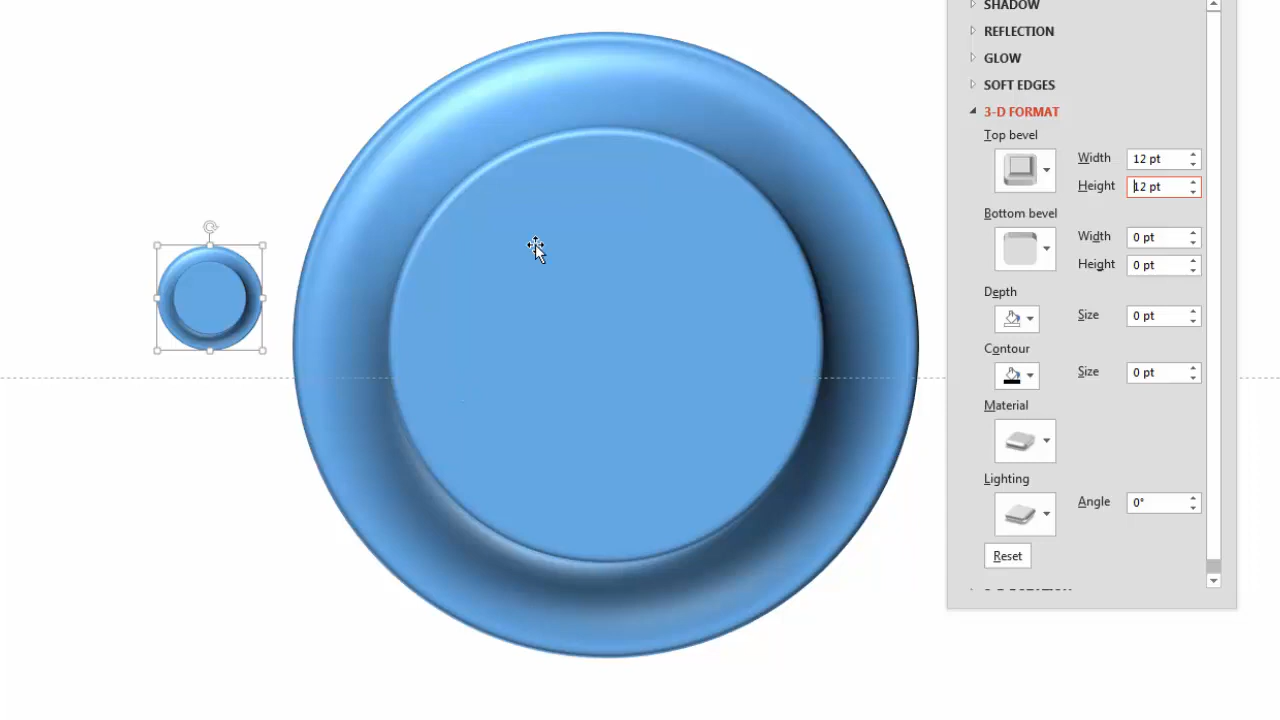 SHADOW
REFLECTION
GLOW
SOFT EDGES
3-D FORMAT
Top bevel
Width 12 pt
Height 12 pt
Bottom bevel
Width 0 pt
Height 0 pt
Depth
Size 0 pt
Contour
Size 0 pt
Material
Lighting
Angle 0°
Reset